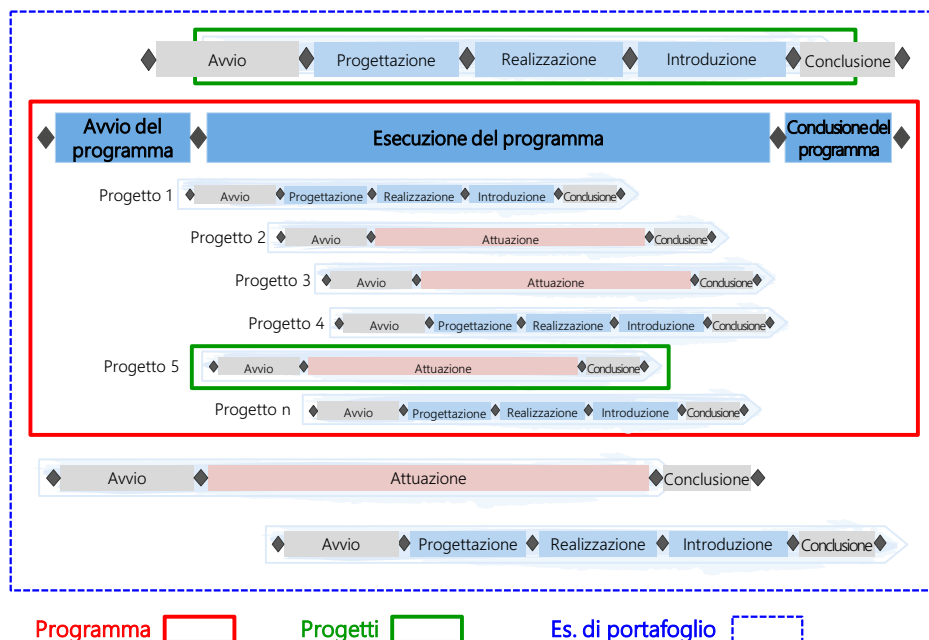 Avvio Progettazione Realizzazione Introduzione Conclusione
Avvio del programma Esecuzione del programma Conclusione del programma
Progetto 1 Avvio Progettazione Realizzazione Introduzione Conclusione
Progetto 2 Avvio Attuazione Conclusione
Progetto 3 Avvio Attuazione Conclusione
Progetto 4 Avvio Progettazione Realizzazione Introduzione Conclusione
Progetto 5 Avvio Attuazione Conclusione
Progetto n Avvio Progettazione Realizzazione Introduzione Conclusione
Avvio Attuazione Conclusione
Avvio Progettazione Realizzazione Introduzione Conclusione
Programma Progetti Es. di portafoglio